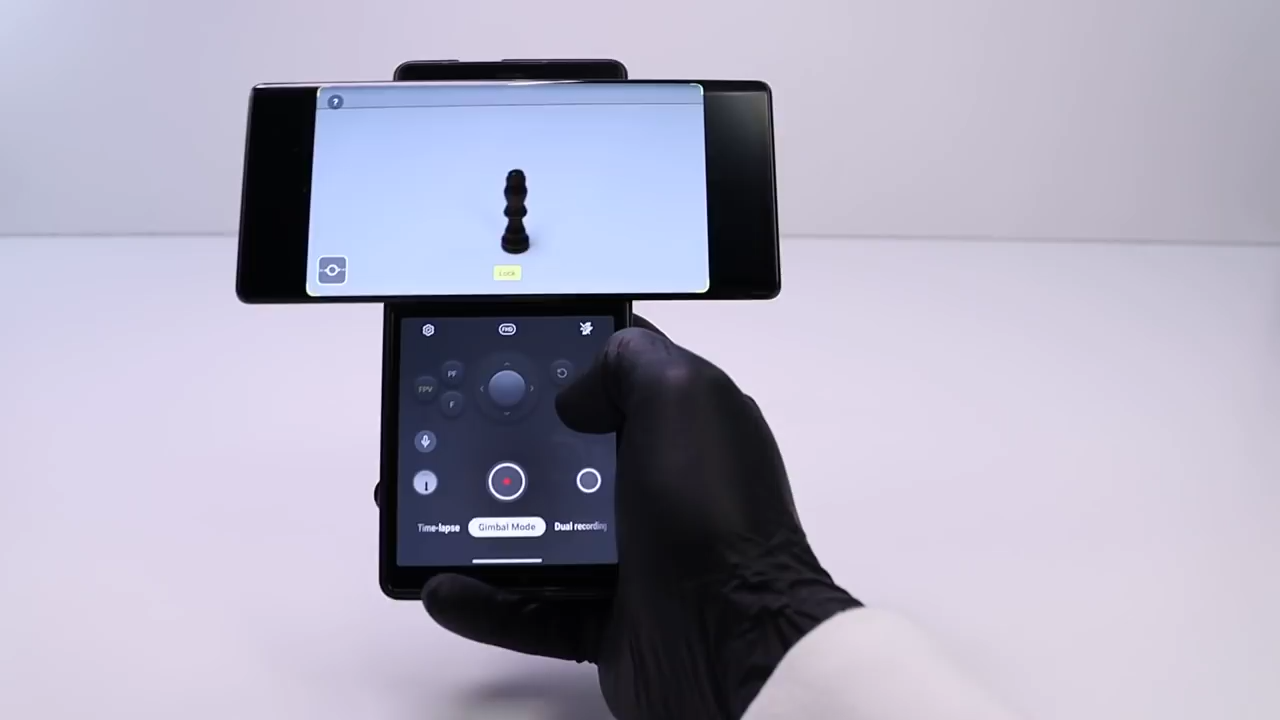 ?
Lock
FHD
PF
FPV
F
Time-lapse
Gimbal Mode
Dual recording